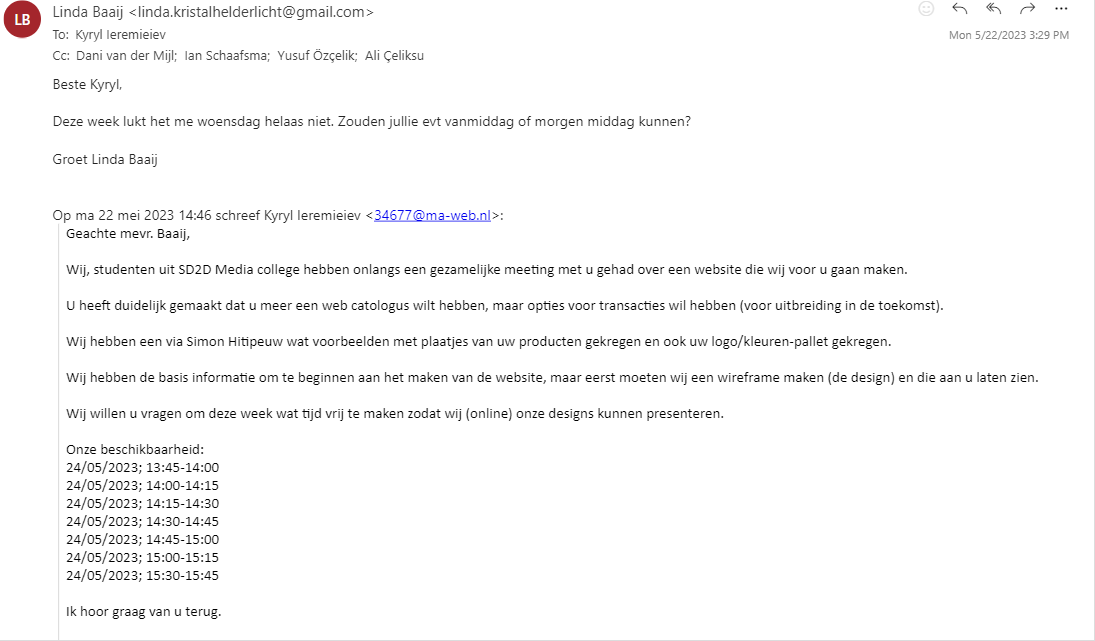 LB
Linda Baaij <linda.kristalhelderlicht@gmail.com>
To: Kyryl Ieremieiev
Mon 5/22/2023 3:29 PM
Cc: Dani van der Mijl; Ian Schaafsma; Yusuf Özçelik; Ali Çeliksu
Beste Kyryl,
Deze week lukt het me woensdag helaas niet. Zouden jullie evt vanmiddag of morgen middag kunnen?
Groet Linda Baaij
Op ma 22 mei 2023 14:46 schreef Kyryl Ieremieiev <34677@ma-web.nl>:
Geachte mevr. Baaij,
Wij, studenten uit SD2D Media college hebben onlangs een gezamelijke meeting met u gehad over een website die wij voor u gaan maken.
U heeft duidelijk gemaakt dat u meer een web catologus wilt hebben, maar opties voor transacties wil hebben (voor uitbreiding in de toekomst).
Wij hebben een via Simon Hitipeuw wat voorbeelden met plaatjes van uw producten gekregen en ook uw logo/kleuren-pallet gekregen.
Wij hebben de basis informatie om te beginnen aan het maken van de website, maar eerst moeten wij een wireframe maken (de design) en die aan u laten zien.
Wij willen u vragen om deze week wat tijd vrij te maken zodat wij (online) onze designs kunnen presenteren.
Onze beschikbaarheid:
24/05/2023; 13:45-14:00
24/05/2023; 14:00-14:15
24/05/2023; 14:15-14:30
24/05/2023; 14:30-14:45
24/05/2023; 14:45-15:00
24/05/2023; 15:00-15:15
24/05/2023; 15:30-15:45
Ik hoor graag van u terug.